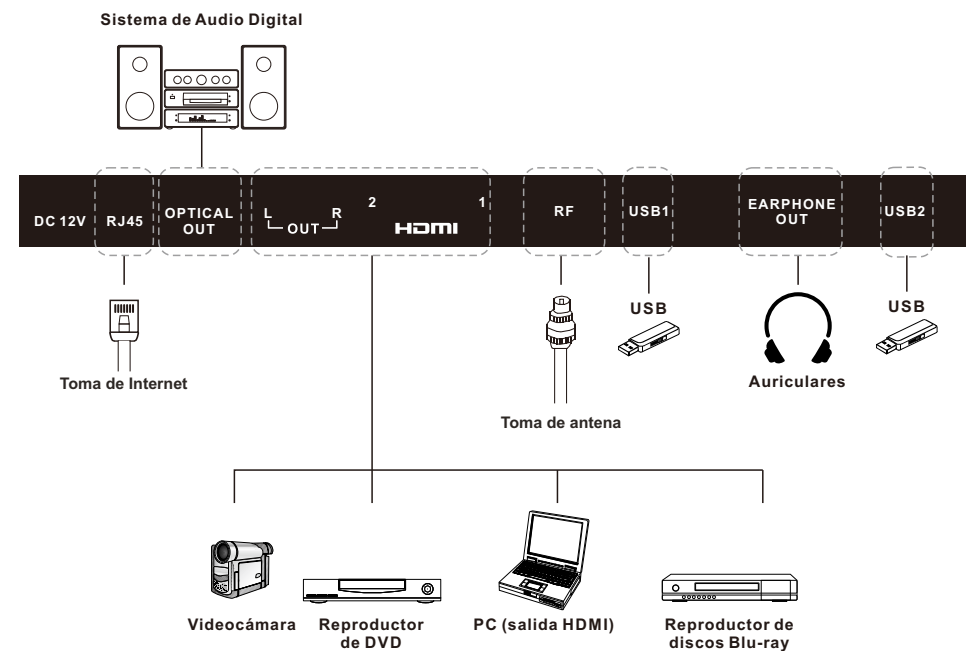 Sistema de Audio Digital
DC 12V
RJ45
OPTICAL
OUT
L OUT R
2
HDMI
1
RF
USB1
EARPHONE
OUT
USB2
Toma de Internet
Toma de antena
USB
Auriculares
USB
Videocámara
Reproductor
de DVD
PC (salida HDMI)
Reproductor de
discos Blu-ray